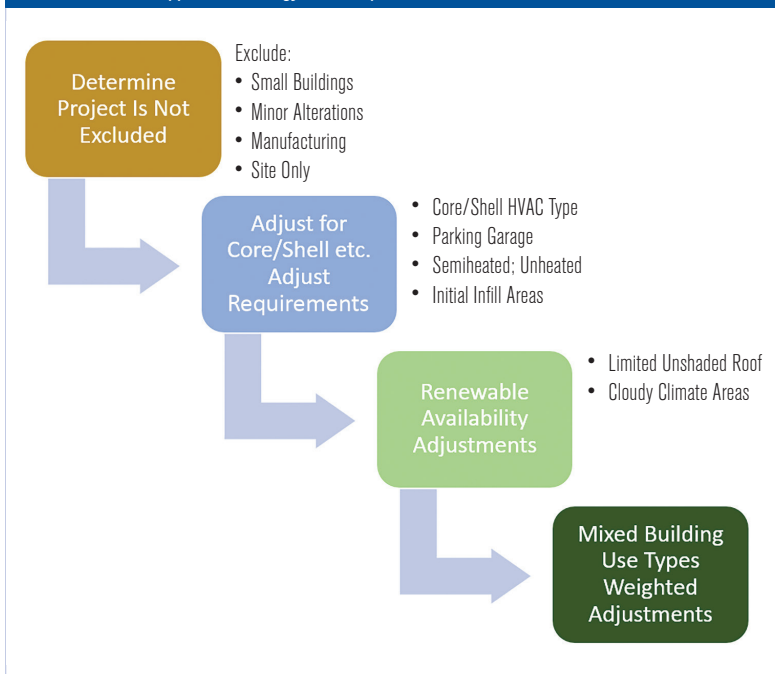 Determine
Project Is Not
Excluded
Exclude:
• Small Buildings
• Minor Alterations
• Manufacturing
• Site Only
Adjust for
Core/Shell etc.
Adjust
Requirements
• Core/Shell HVAC Type
• Parking Garage
• Semiheated; Unheated
• Initial Infill Areas
Renewable
Availability
Adjustments
• Limited Unshaded Roof
• Cloudy Climate Areas
Mixed Building
Use Types
Weighted
Adjustments